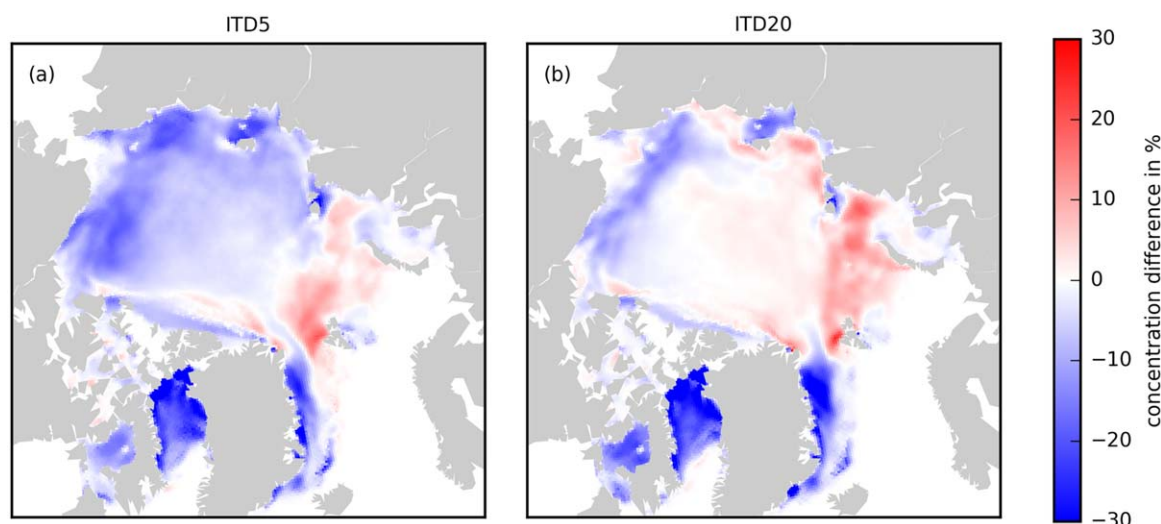 ITD5
ITD20
(a)
(b)
30
20
10
0
−10
−20
−30
concentration difference in %